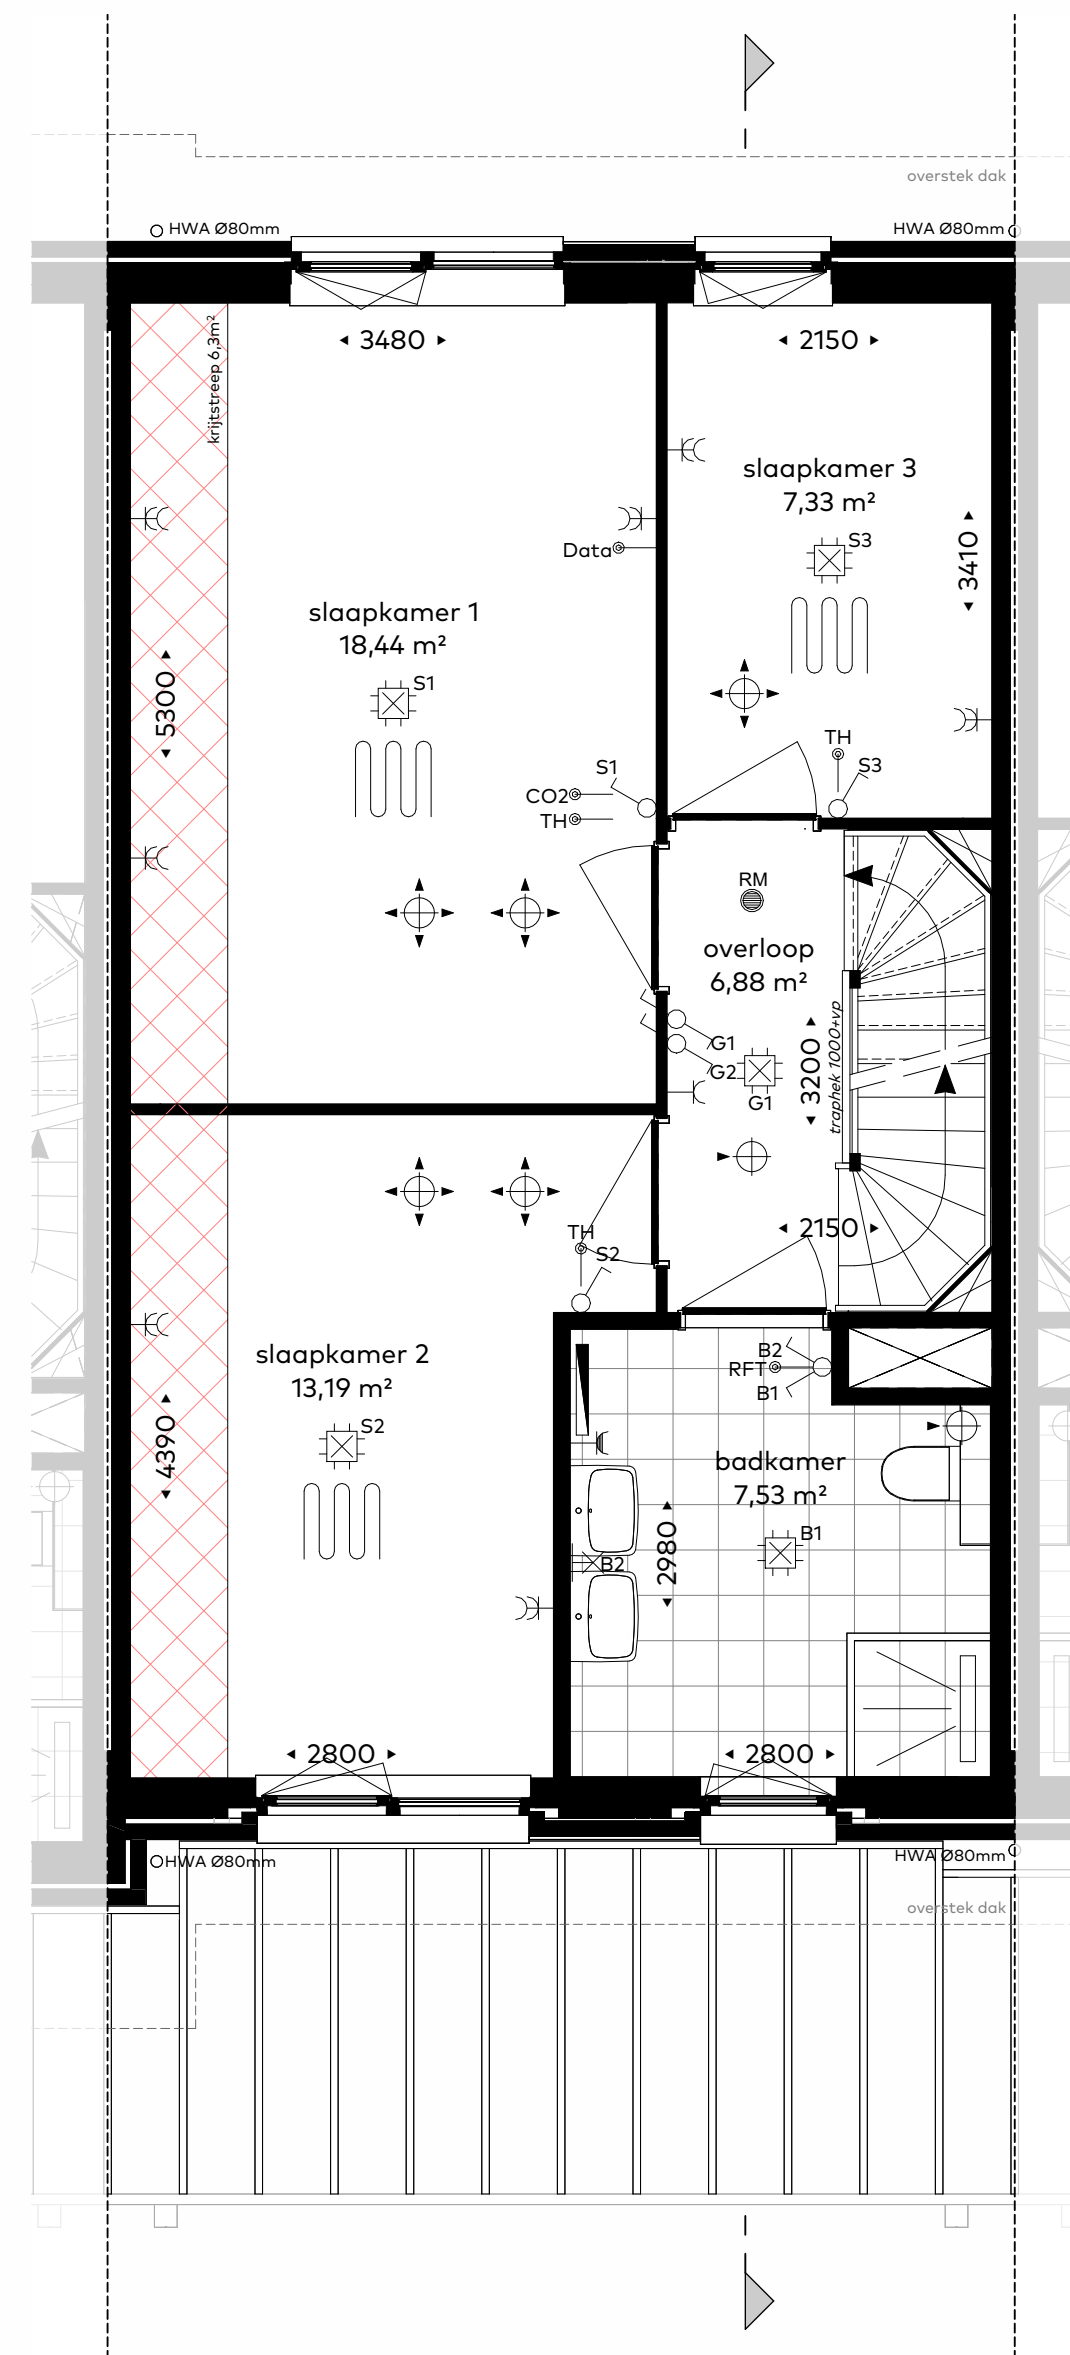 overstek dak
HWA Ø80mm
HWA Ø80mm
krijtstreep 6,3m²
3480
2150
slaapkamer 3
7,33 m²
S3
3410
Data
slaapkamer 1
18,44 m²
S1
5300
TH
S3
S1
CO2
TH
RM
overloop
6,88 m²
G1
G2
G1
3200
traphek 1000+vp
2150
TH
S2
slaapkamer 2
13,19 m²
S2
4390
B2
RFT
B1
badkamer
7,53 m²
B1
B2
2980
2800
2800
HWA Ø80mm
HWA Ø80mm
overstek dak